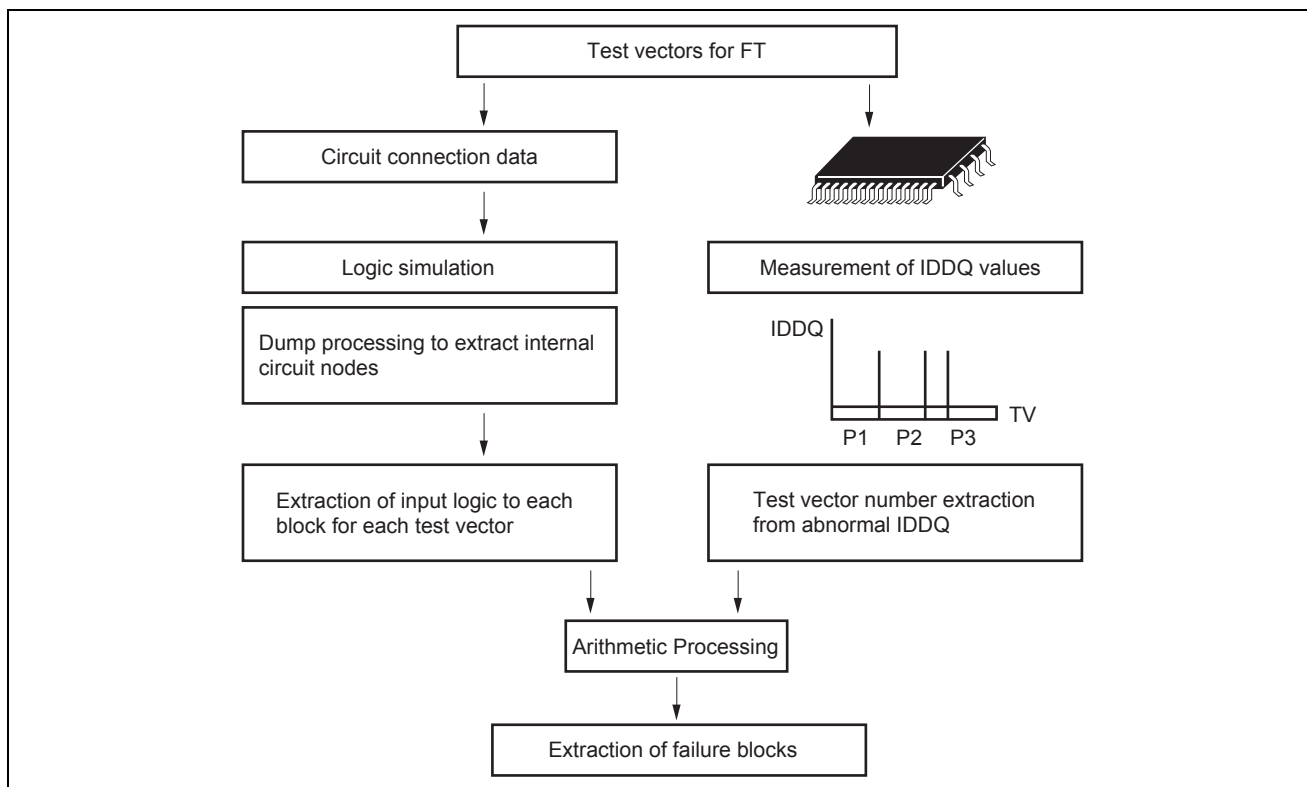 Test vectors for FT
Circuit connection data
Logic simulation
Measurement of IDDQ values
Dump processing to extract internal
circuit nodes
IDDQ
TV
P1 P2 P3
Extraction of input logic to each
block for each test vector
Test vector number extraction
from abnormal IDDQ
Arithmetic Processing
Extraction of failure blocks